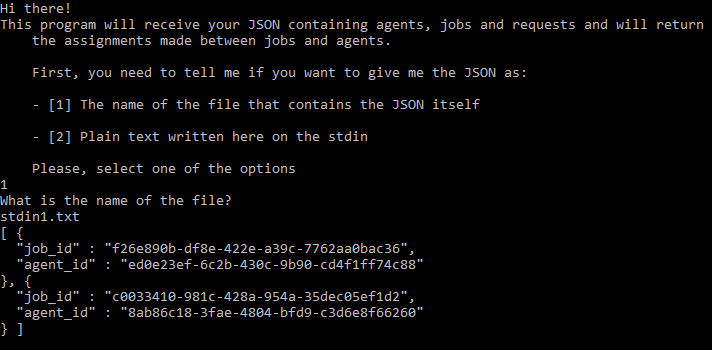 Hi there!
This program will receive your JSON containing agents, jobs and requests and will return
the assignments made between jobs and agents.
First, you need to tell me if you want to give me the JSON as:
- [1] The name of the file that contains the JSON itself
- [2] Plain text written here on the stdin
Please, select one of the options
1
What is the name of the file?
stdin1.txt
[ {
"job_id" : "f26e890b-df8e-422e-a39c-7762aa0bac36",
"agent_id" : "ed0e23ef-6c2b-430c-9b90-cd4f1ff74c88"
}, {
"job_id" : "c0033410-981c-428a-954a-35dec05ef1d2",
"agent_id" : "8ab86c18-3fae-4804-bfd9-c3d6e8f66260"
} ]